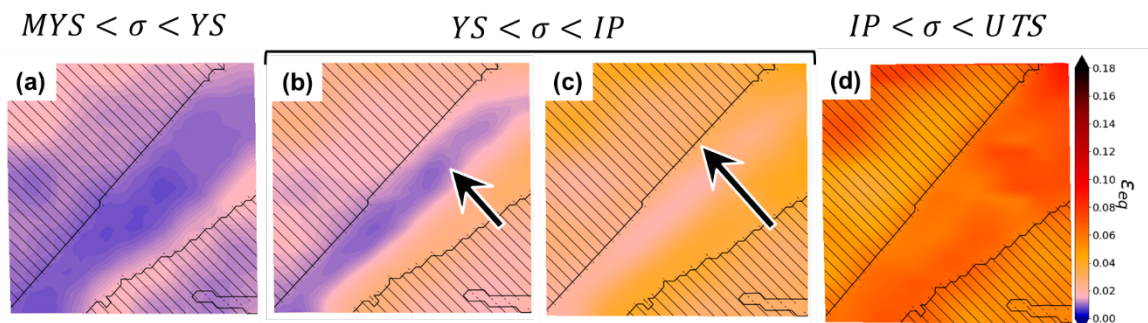 MYS < σ < YS
YS < σ < IP
IP < σ < UTS
(a)
(b)
(c)
(d)
0.18
0.16
0.14
0.12
0.10
0.08
0.06
0.04
0.02
0.00
εeq